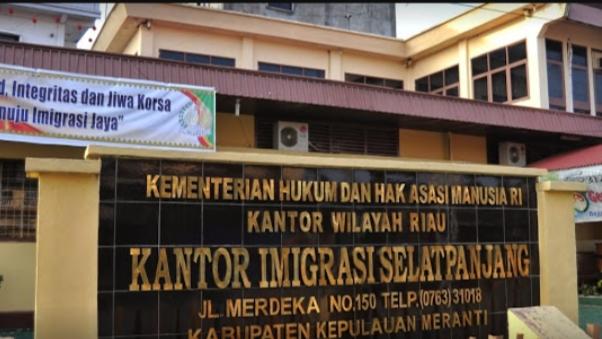 d, Integritas dan Jiwa Korsa
nuju Imigrasi Jaya"
KEMENTERIAN HUKUM DAN HAK ASASI MANUSIA RI
KANTOR WILAYAH RIAU
KANTOR IMIGRASI SELATPANJANG
JL. MERDEKA NO.150 TELP. (0763) 31018
KABUPATEN KEPULAUAN MERANTI